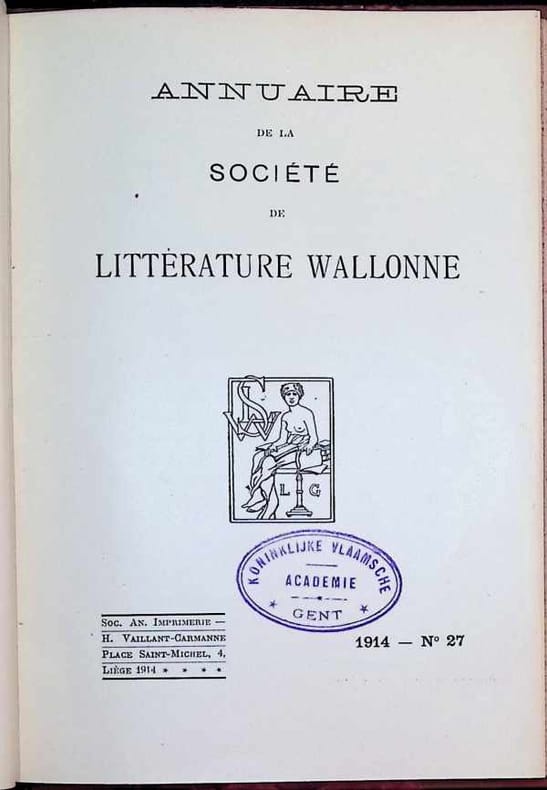 ANNUAIRE
DE LA
SOCIÉTÉ
DE
LITTÉRATURE WALLONNE
L G
KONINKLIJKE VLAAMSCHE
ACADEMIE
GENT
SOC. AN. IMPRIMERIE —
H. VAILLANT-CARMANNE
PLACE SAINT-MICHEL, 4,
LIÈGE 1914 * * * *
1914 — No 27